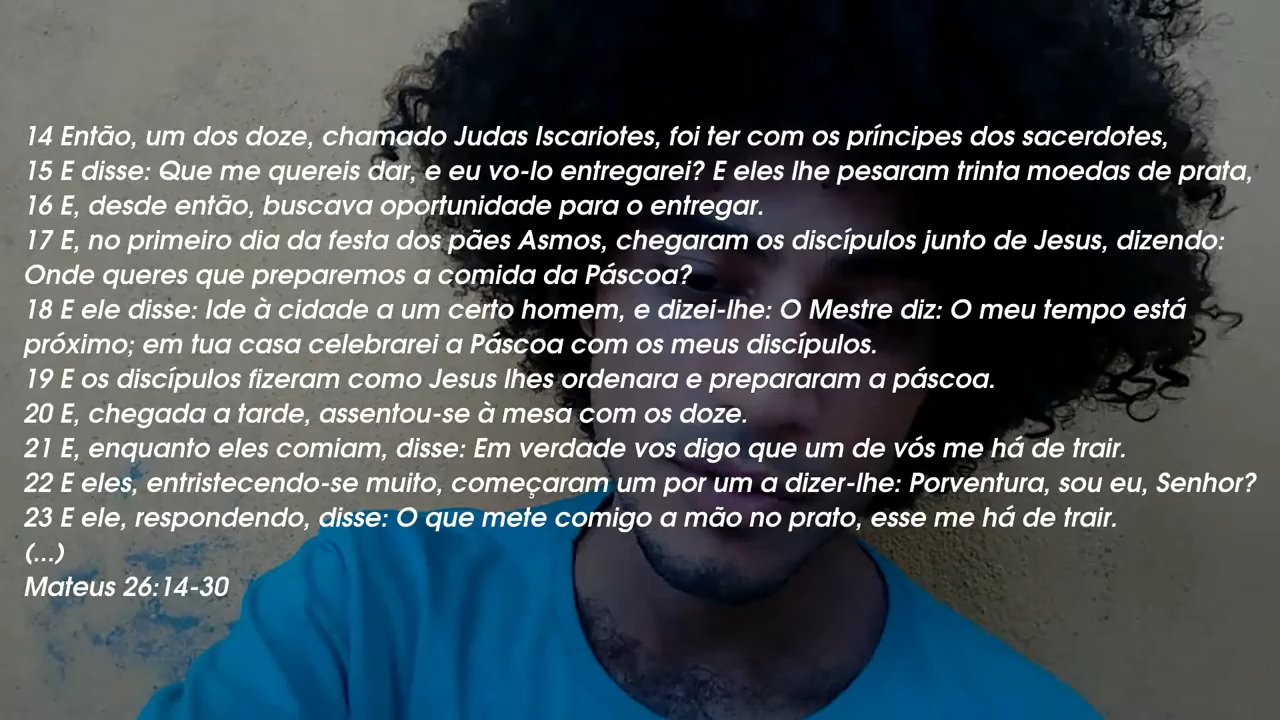 14 Então, um dos doze, chamado Judas Iscariotes, foi ter com os príncipes dos sacerdotes,
15 E disse: Que me quereis dar, e eu vo-lo entregarei? E eles lhe pesaram trinta moedas de prata,
16 E, desde então, buscava oportunidade para o entregar.
17 E, no primeiro dia da festa dos pães Asmos, chegaram os discípulos junto de Jesus, dizendo:
Onde queres que preparemos a comida da Páscoa?
18 E ele disse: Ide à cidade a um certo homem, e dizei-lhe: O Mestre diz: O meu tempo está
próximo; em tua casa celebrarei a Páscoa com os meus discípulos.
19 E os discípulos fizeram como Jesus lhes ordenara e prepararam a páscoa.
20 E, chegada a tarde, assentou-se à mesa com os doze.
21 E, enquanto eles comiam, disse: Em verdade vos digo que um de vós me há de trair.
22 E eles, entristecendo-se muito, começaram um por um a dizer-lhe: Porventura, sou eu, Senhor?
23 E ele, respondendo, disse: O que mete comigo a mão no prato, esse me há de trair.
(...)
Mateus 26:14-30